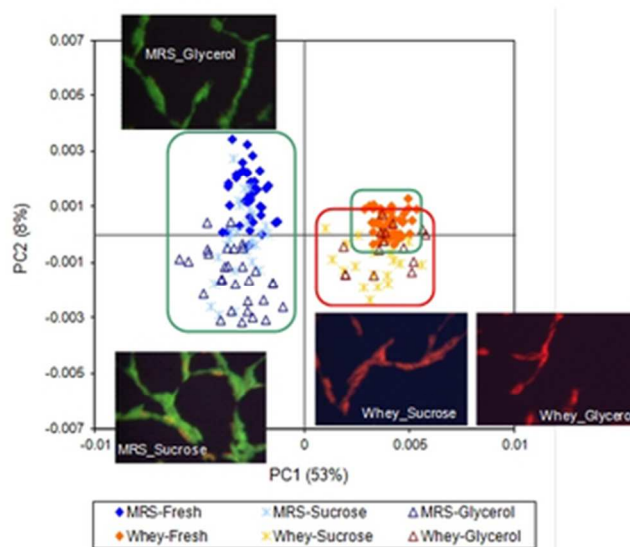 0.007
MRS_Glycerol
0.005
0.003
0.001
PC2 (8%)
-0.001
-0.003
-0.005
Whey_Sucrose
Whey_Glycerol
MRS_Sucrose
-0.007
-0.01 0 0.005 0.01
PC1 (53%)
MRS-Fresh MRS-Sucrose MRS-Glycerol
Whey-Fresh Whey-Sucrose Whey-Glycerol